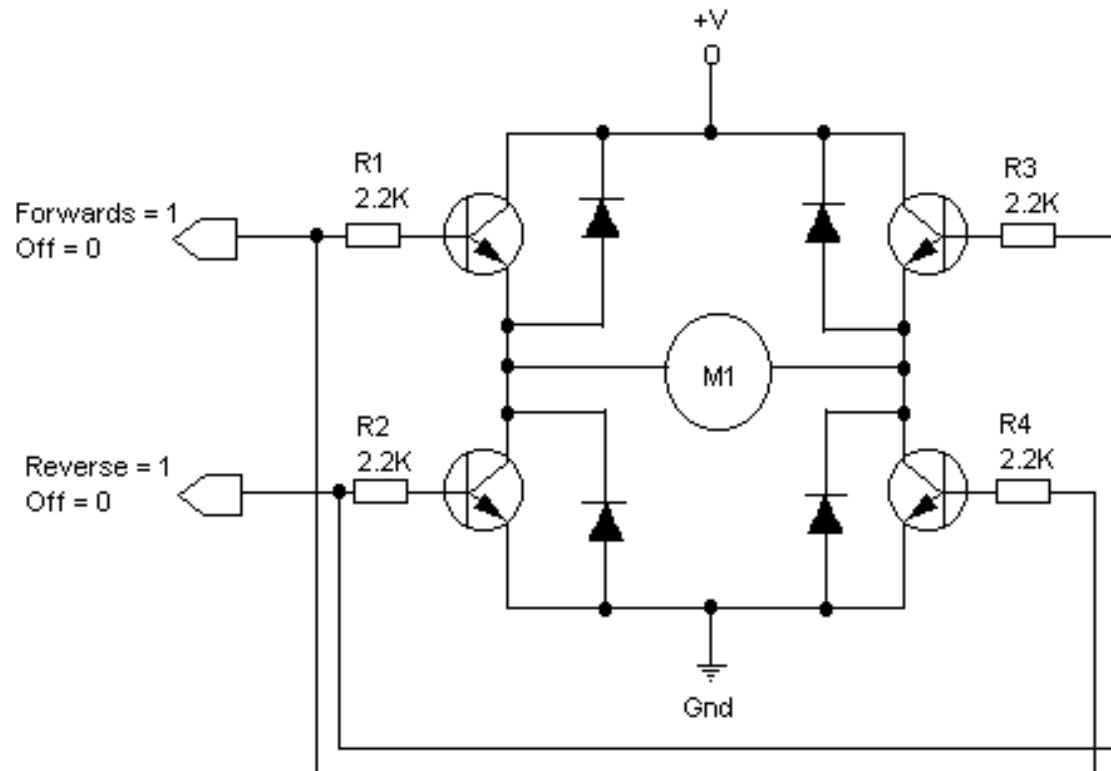 +V
R1
2.2K
R3
2.2K
Forwards = 1
Off = 0
M1
R2
2.2K
R4
2.2K
Reverse = 1
Off = 0
Gnd